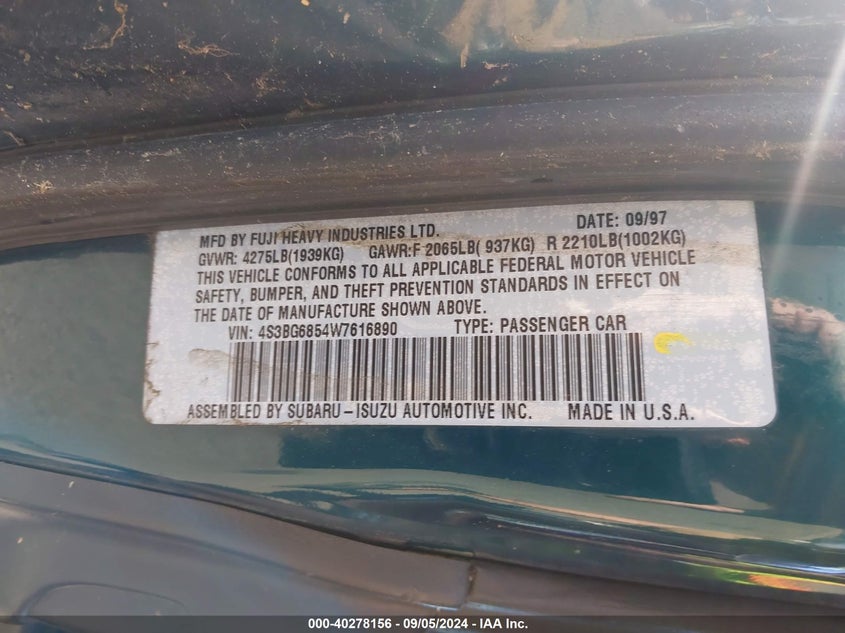 MFD BY FUJI HEAVY INDUSTRIES LTD. DATE: 09/97
GVWR: 4275LB(1939KG) GAWR:F 2065LB( 937KG) R 2210LB(1002KG)
THIS VEHICLE CONFORMS TO ALL APPLICABLE FEDERAL MOTOR VEHICLE
SAFETY, BUMPER, AND THEFT PREVENTION STANDARDS IN EFFECT ON
THE DATE OF MANUFACTURE SHOWN ABOVE.
VIN: 4S3BG6854W7616890 TYPE: PASSENGER CAR
ASSEMBLED BY SUBARU-ISUZU AUTOMOTIVE INC. MADE IN U.S.A.
000-40278156 - 09/05/2024 - IAA Inc.